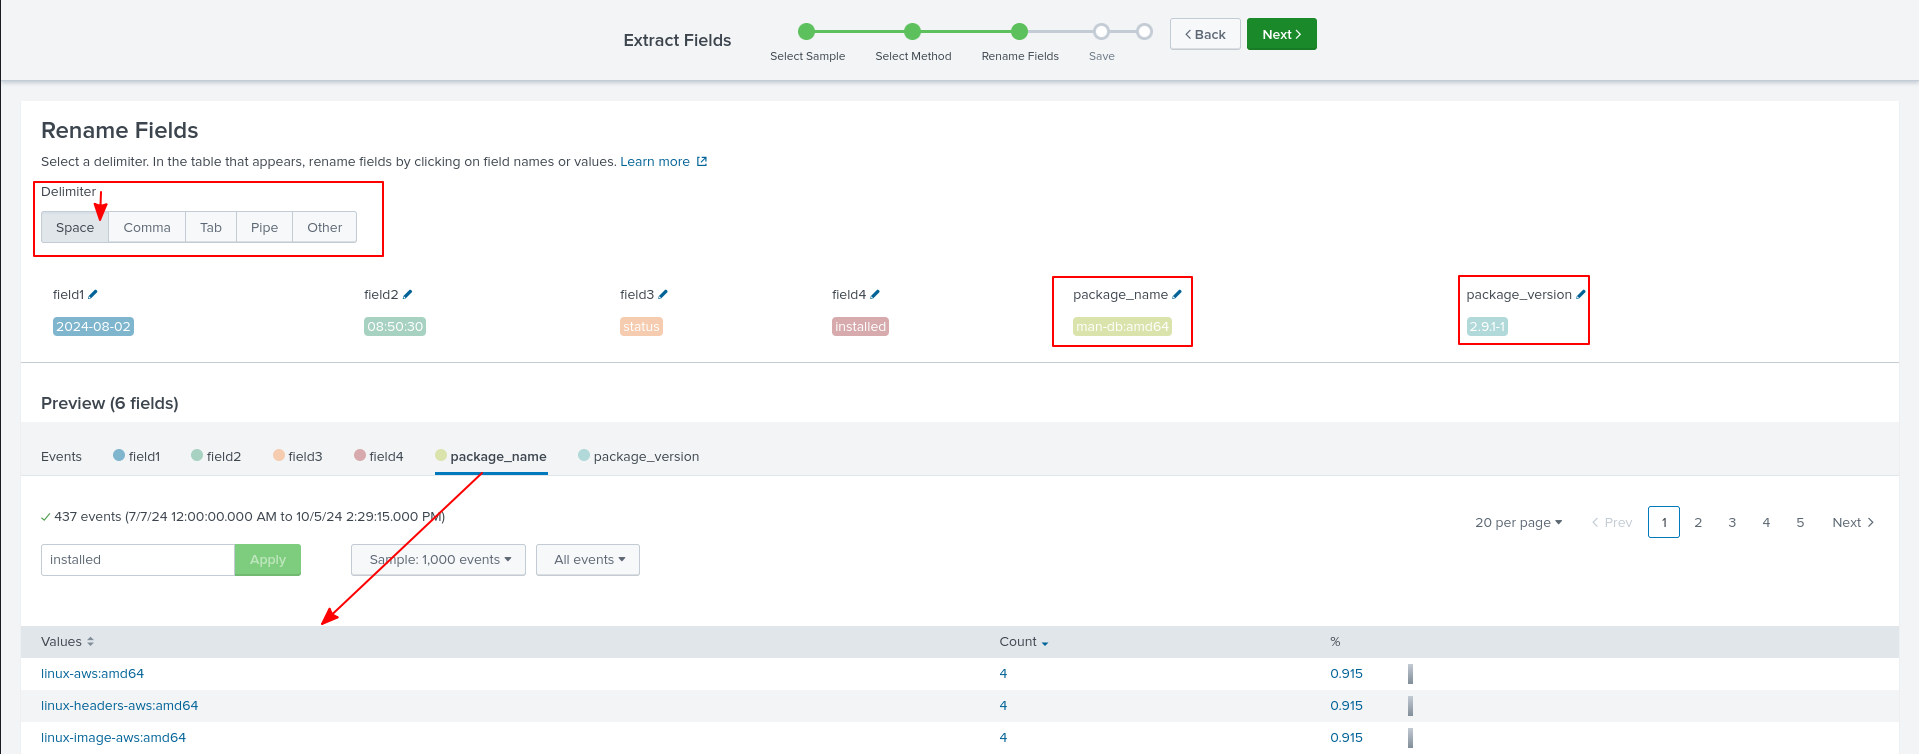 Extract Fields
Select Sample
Select Method
Rename Fields
Save
Back
Next
Rename Fields
Select a delimiter. In the table that appears, rename fields by clicking on field names or values. Learn more
Delimiter
Space Comma Tab Pipe Other
field1 field2 field3 field4 package_name package_version
2024-08-02 08:50:30 status installed man-db:amd64 2.9.1-1
Preview (6 fields)
Events field1 field2 field3 field4 package_name package_version
437 events (7/7/24 12:00:00.000 AM to 10/5/24 2:29:15.000 PM)
20 per page Prev 1 2 3 4 5 Next
installed Apply Sample: 1,000 events All events
Values Count %
linux-aws:amd64 4 0.915
linux-headers-aws:amd64 4 0.915
linux-image-aws:amd64 4 0.915